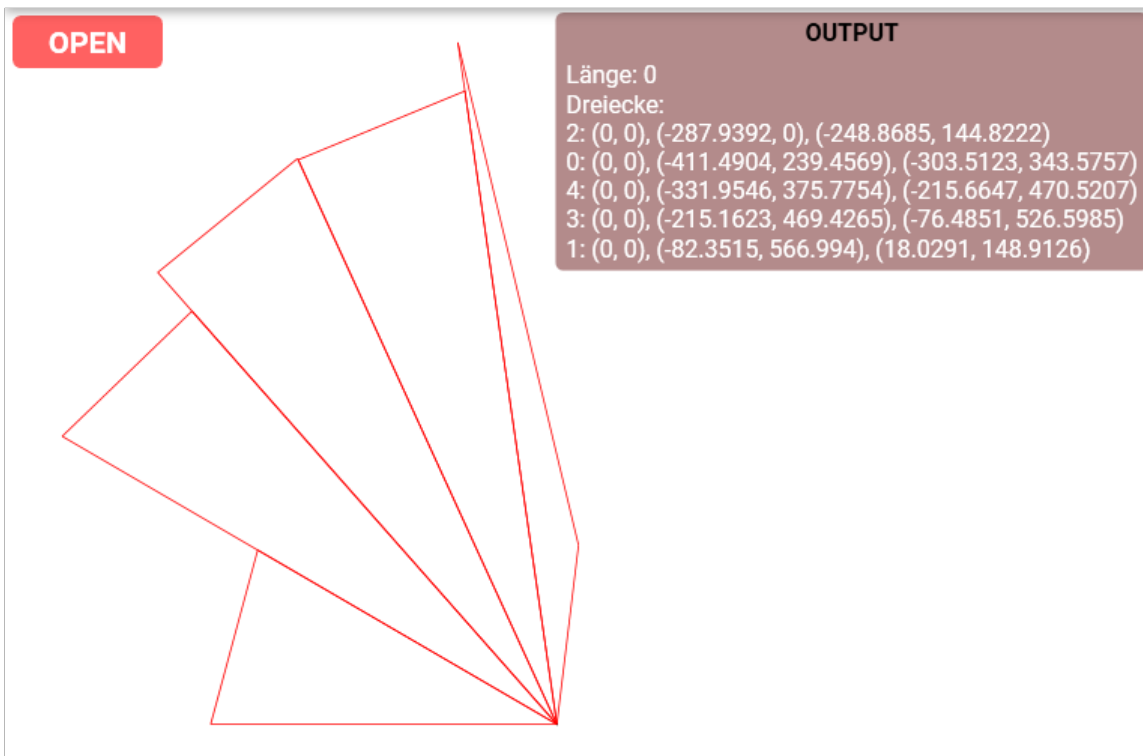 OPEN
OUTPUT
Länge: 0
Dreiecke:
2: (0, 0), (-287.9392, 0), (-248.8685, 144.8222)
0: (0, 0), (-411.4904, 239.4569), (-303.5123, 343.5757)
4: (0, 0), (-331.9546, 375.7754), (-215.6647, 470.5207)
3: (0, 0), (-215.1623, 469.4265), (-76.4851, 526.5985)
1: (0, 0), (-82.3515, 566.994), (18.0291, 148.9126)